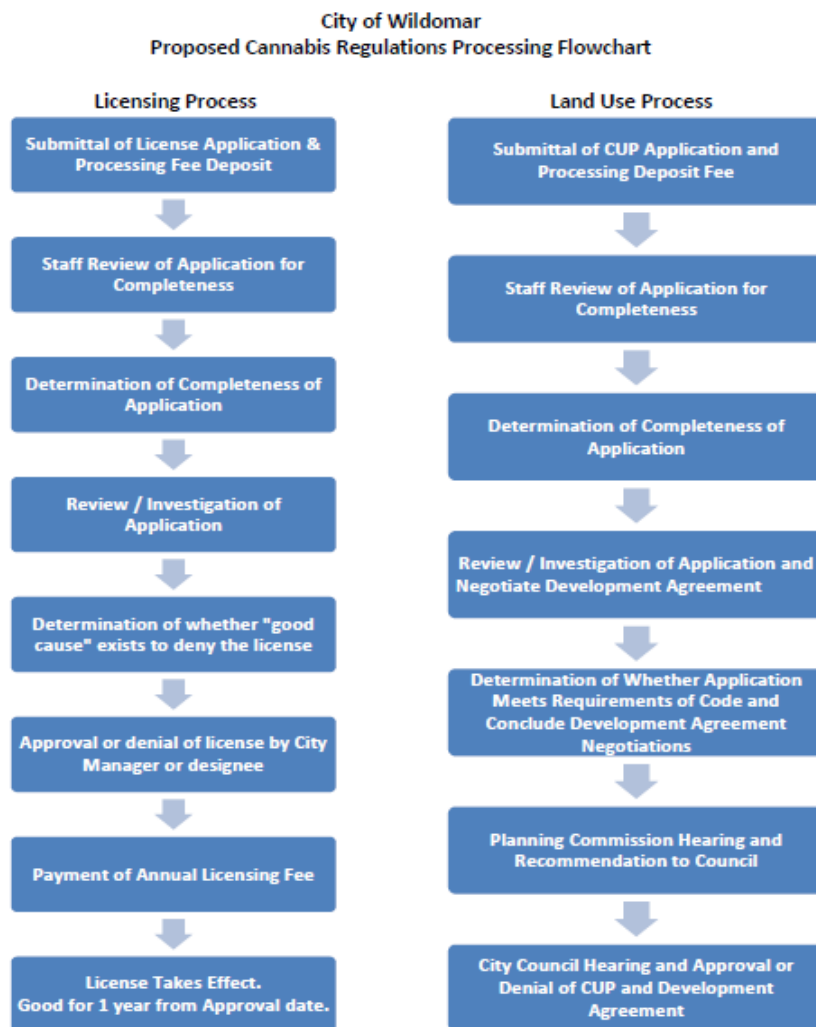 City of Wildomar
Proposed Cannabis Regulations Processing Flowchart
Licensing Process
Submittal of License Application &
Processing Fee Deposit
Staff Review of Application for
Completeness
Determination of Completeness of
Application
Review / Investigation of
Application
Determination of whether "good
cause" exists to deny the license
Approval or denial of license by City
Manager or designee
Payment of Annual Licensing Fee
License Takes Effect.
Good for 1 year from Approval date.
Land Use Process
Submittal of CUP Application and
Processing Deposit Fee
Staff Review of Application for
Completeness
Determination of Completeness of
Application
Review / Investigation of Application and
Negotiate Development Agreement
Determination of Whether Application
Meets Requirements of Code and
Conclude Development Agreement
Negotiations
Planning Commission Hearing and
Recommendation to Council
City Council Hearing and Approval or
Denial of CUP and Development
Agreement